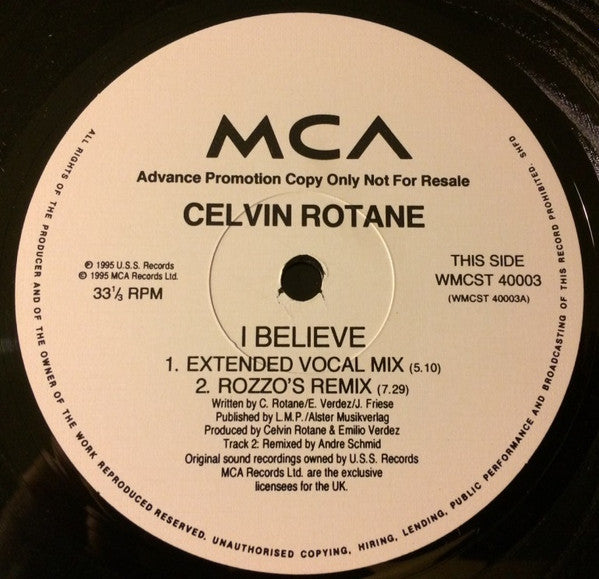 MCA
Advance Promotion Copy Only Not For Resale
CELVIN ROTANE
℗ 1995 U.S.S. Records
© 1995 MCA Records Ltd.
33⅓ RPM
THIS SIDE
WMCST 40003
(WMCST 40003A)
I BELIEVE
1. EXTENDED VOCAL MIX (5.10)
2. ROZZO'S REMIX (7.29)
Written by C. Rotane/E. Verdez/J. Friese
Published by L.M.P./Alster Musikverlag
Produced by Celvin Rotane & Emilio Verdez
Track 2: Remixed by Andre Schmid
Original sound recordings owned by U.S.S. Records
MCA Records Ltd. are the exclusive
licensees for the UK.
ALL RIGHTS OF THE PRODUCER AND OF THE OWNER OF THE WORK REPRODUCED RESERVED. UNAUTHORISED COPYING, HIRING, LENDING, PUBLIC PERFORMANCE AND BROADCASTING OF THIS RECORD PROHIBITED. SHFD